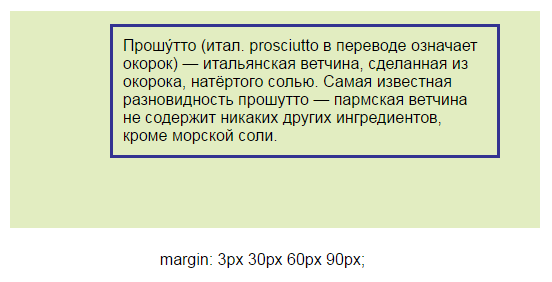 Прошу́тто (итал. prosciutto в переводе означает
окорок) — итальянская ветчина, сделанная из
окорока, натёртого солью. Самая известная
разновидность прошутто — пармская ветчина
не содержит никаких других ингредиентов,
кроме морской соли.
margin: 3px 30px 60px 90px;